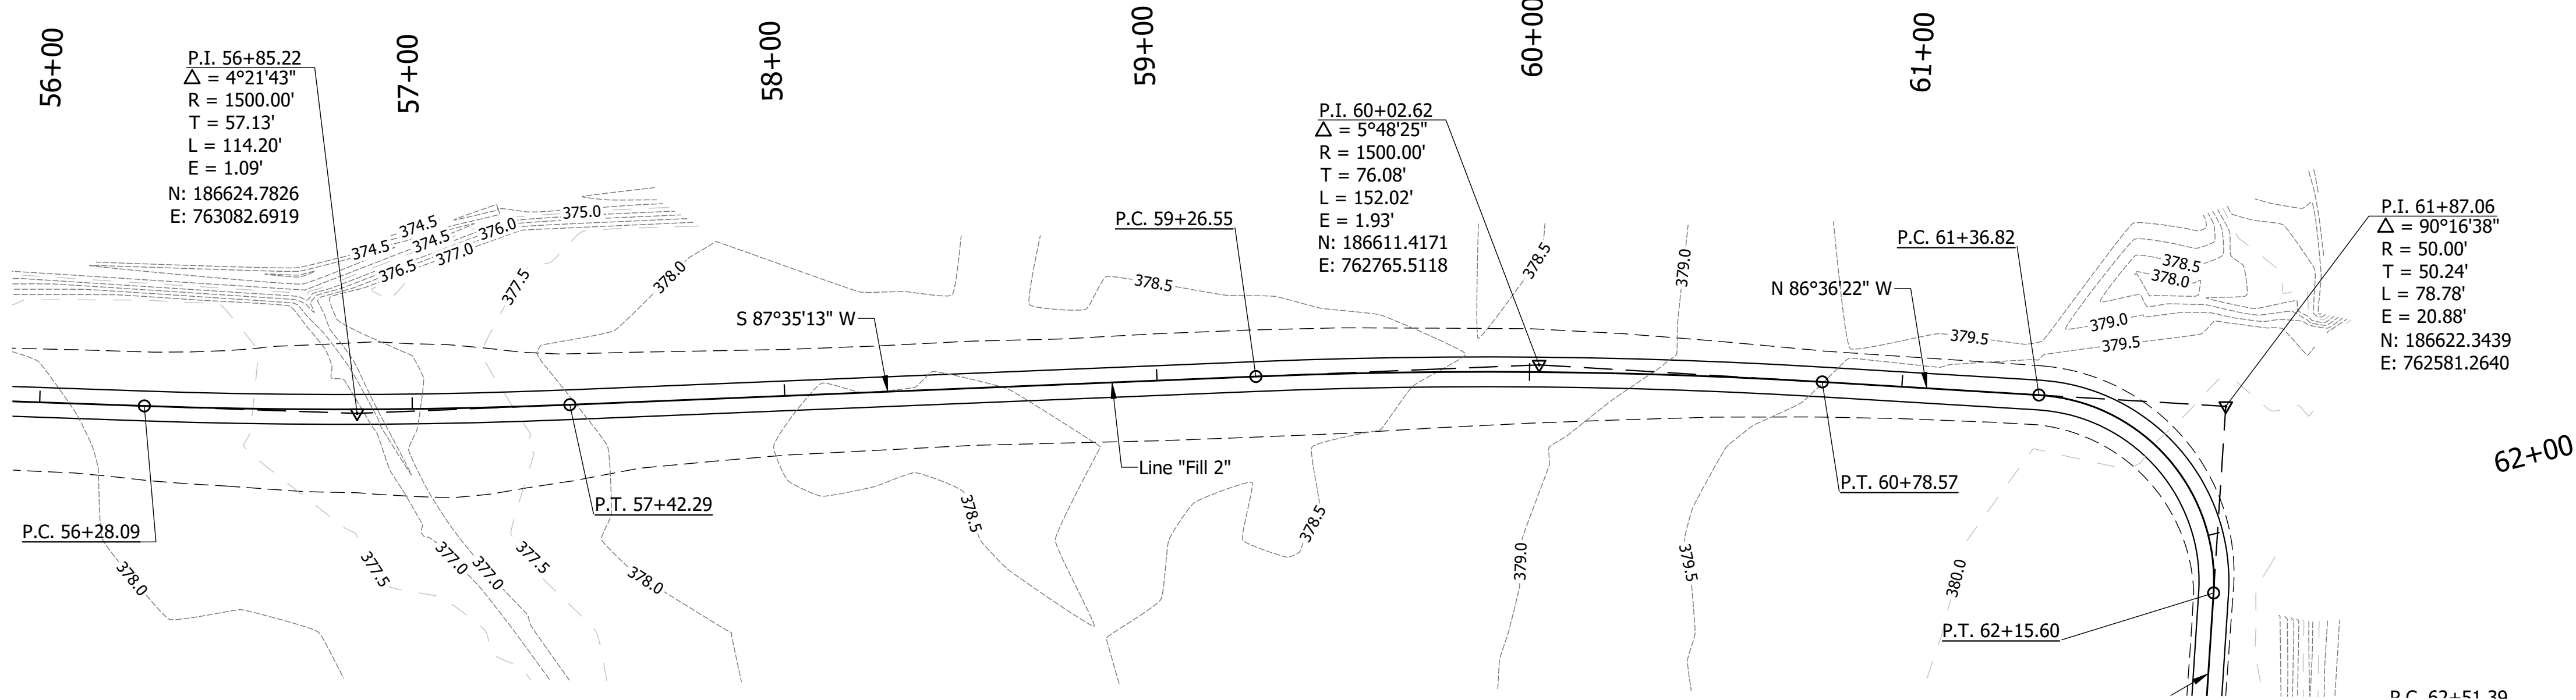 56+00
57+00
58+00
59+00
60+00
61+00
62+00
P.I. 56+85.22
Δ = 4°21'43"
R = 1500.00'
T = 57.13'
L = 114.20'
E = 1.09'
N: 186624.7826
E: 763082.6919
P.I. 60+02.62
Δ = 5°48'25"
R = 1500.00'
T = 76.08'
L = 152.02'
E = 1.93'
N: 186611.4171
E: 762765.5118
P.I. 61+87.06
Δ = 90°16'38"
R = 50.00'
T = 50.24'
L = 78.78'
E = 20.88'
N: 186622.3439
E: 762581.2640
P.C. 59+26.55
P.C. 61+36.82
N 86°36'22" W
S 87°35'13" W
Line "Fill 2"
P.T. 57+42.29
P.C. 56+28.09
P.T. 60+78.57
P.T. 62+15.60
P.C. 62+51.39
374.5
374.5
374.5
375.0
376.0
376.5
377.0
377.5
378.0
378.5
378.5
379.0
379.5
378.5
378.0
379.0
379.5
378.0
377.5
377.0
377.0
377.5
378.0
378.5
378.5
379.0
379.5
380.0